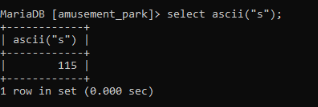 MariaDB [amusement_park]> select ascii("s");
+------------+
| ascii("s") |
+------------+
|        115 |
+------------+
1 row in set (0.000 sec)